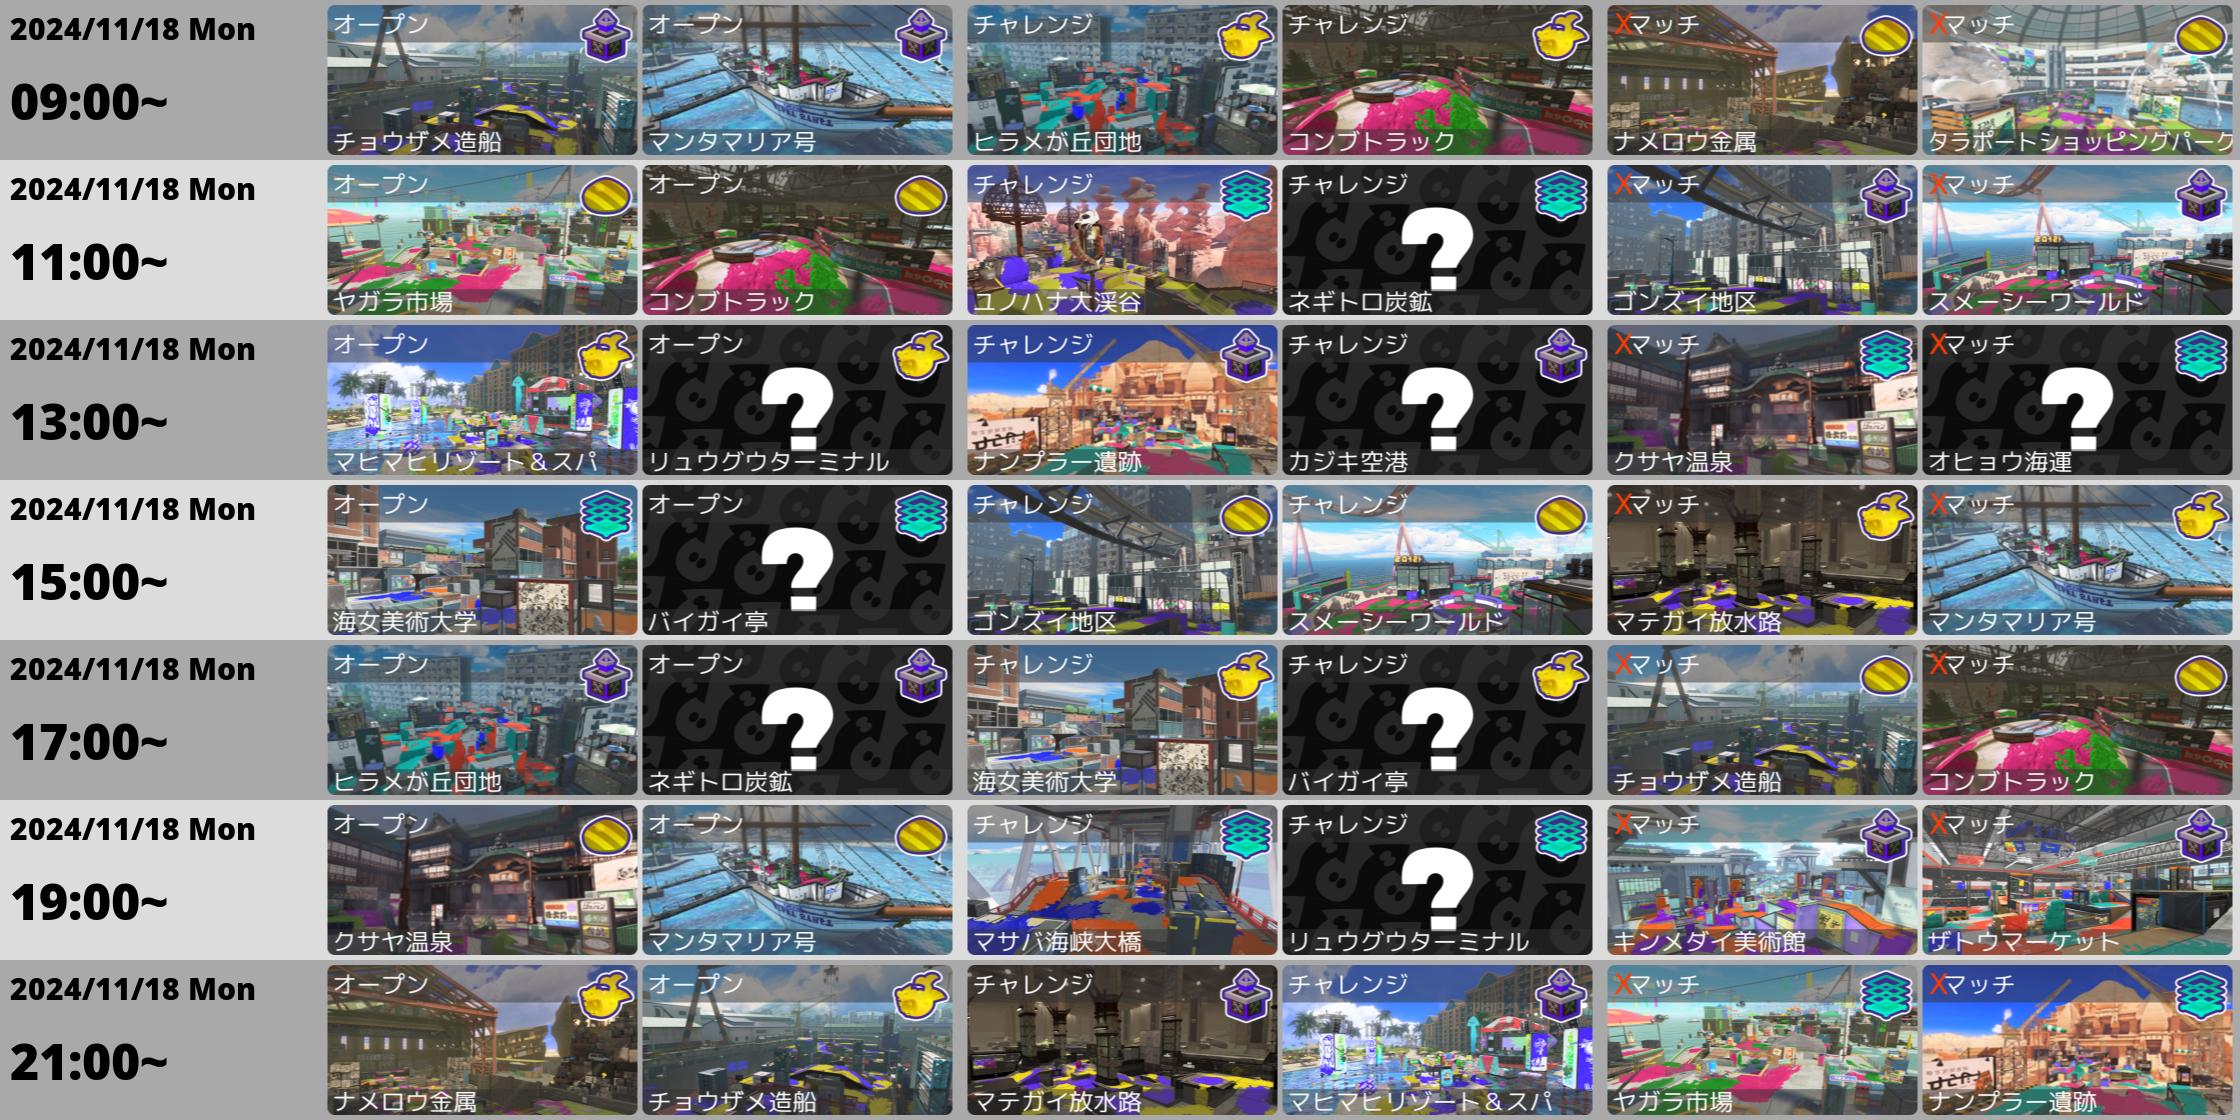 2024/11/18 Mon
09:00~
オープン
チョウザメ造船
オープン
マンタマリア号
チャレンジ
ヒラメが丘団地
チャレンジ
コンブトラック
Xマッチ
ナメロウ金属
Xマッチ
タラポートショッピングパーク
2024/11/18 Mon
11:00~
オープン
ヤガラ市場
オープン
コンブトラック
チャレンジ
ユノハナ大渓谷
チャレンジ
?
ネギトロ炭鉱
Xマッチ
ゴンズイ地区
Xマッチ
スメーシーワールド
2024/11/18 Mon
13:00~
オープン
マヒマヒリゾート＆スパ
オープン
?
リュウグウターミナル
チャレンジ
ナンプラー遺跡
チャレンジ
?
カジキ空港
Xマッチ
クサヤ温泉
Xマッチ
?
オヒョウ海運
2024/11/18 Mon
15:00~
オープン
海女美術大学
オープン
?
バイガイ亭
チャレンジ
ゴンズイ地区
チャレンジ
スメーシーワールド
Xマッチ
マテガイ放水路
Xマッチ
マンタマリア号
2024/11/18 Mon
17:00~
オープン
ヒラメが丘団地
オープン
?
ネギトロ炭鉱
チャレンジ
海女美術大学
チャレンジ
?
バイガイ亭
Xマッチ
チョウザメ造船
Xマッチ
コンブトラック
2024/11/18 Mon
19:00~
オープン
クサヤ温泉
オープン
マンタマリア号
チャレンジ
マサバ海峡大橋
チャレンジ
?
リュウグウターミナル
Xマッチ
キンメダイ美術館
Xマッチ
ザトウマーケット
2024/11/18 Mon
21:00~
オープン
ナメロウ金属
オープン
チョウザメ造船
チャレンジ
マテガイ放水路
チャレンジ
マヒマヒリゾート＆スパ
Xマッチ
ヤガラ市場
Xマッチ
ナンプラー遺跡